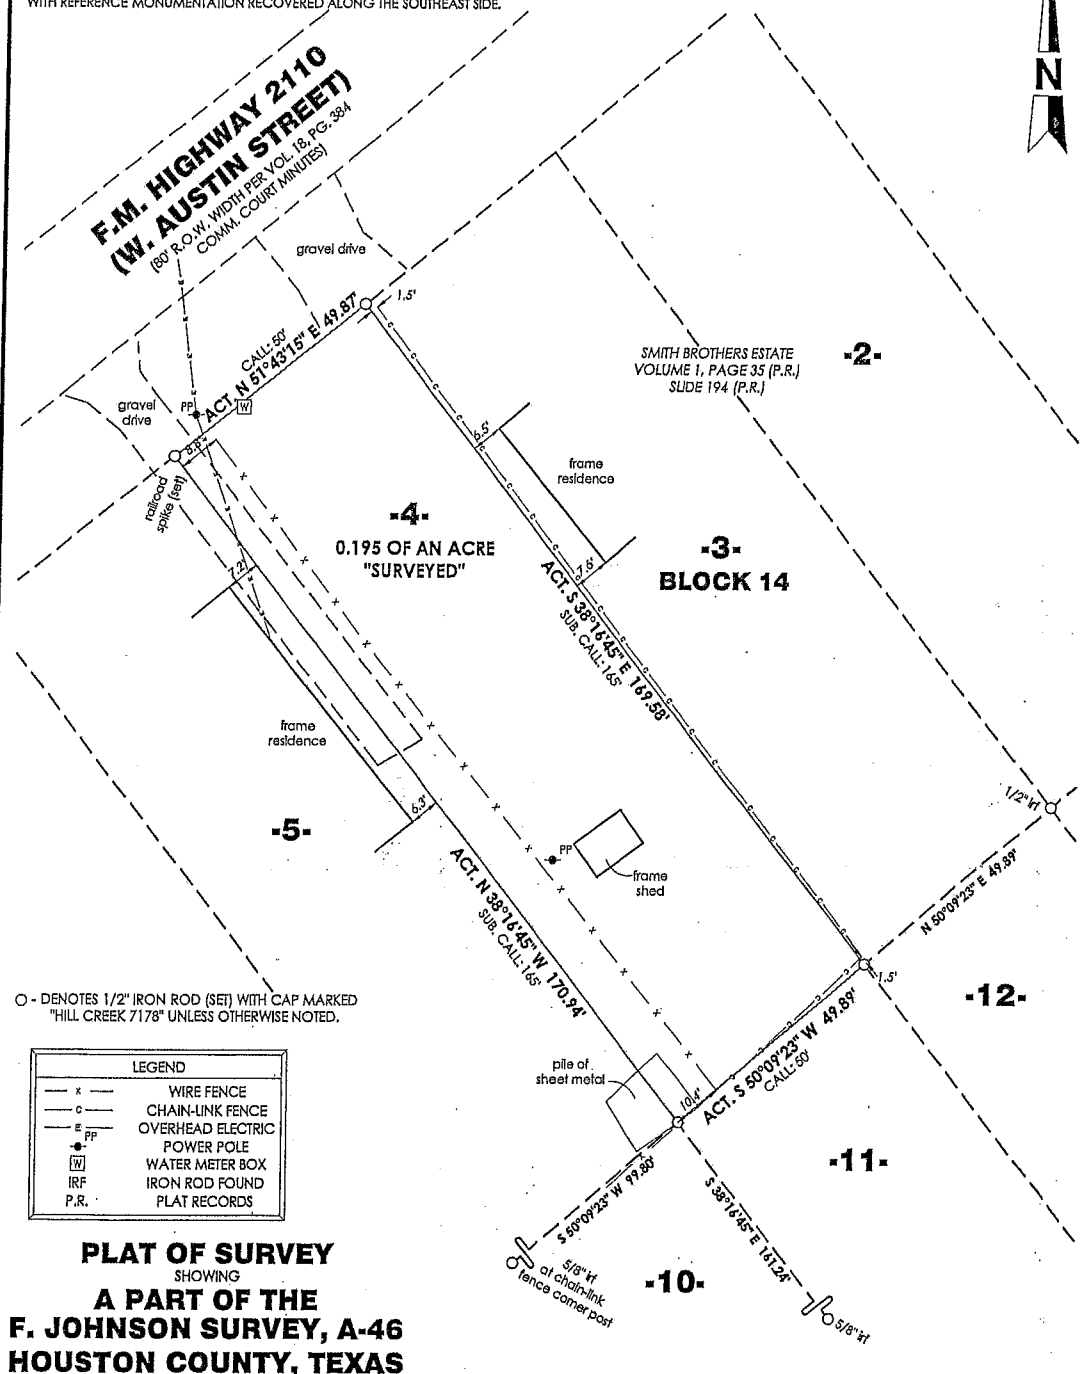 WITH REFERENCE MONUMENTATION RECOVERED ALONG THE SOUTHEAST SIDE.
N
F.M. HIGHWAY 2110
(W. AUSTIN STREET)
(80' R.O.W. WIDTH PER VOL. 18, PG. 384
COMM. COURT MINUTES)
gravel drive
1.5'
CALL: 50'
ACT. N 51°43'15" E 49.87'
gravel
drive
PP
W
8.8'
railroad
spike (set)
SMITH BROTHERS ESTATE
VOLUME 1, PAGE 35 (P.R.)
SLIDE 194 (P.R.)
-2-
6.5'
frame
residence
7.6'
-4-
0.195 OF AN ACRE
"SURVEYED"
-3-
BLOCK 14
ACT. S 38°16'45" E 169.58'
SUB. CALL: 165'
7.2'
frame
residence
6.3'
-5-
PP
frame
shed
1/2" irf
N 50°09'23" E 49.89'
ACT. N 38°16'45" W 170.94'
SUB. CALL: 165'
1.5'
-12-
ACT. S 50°09'23" W 49.89'
CALL: 50'
pile of
sheet metal
10.4'
-11-
S 50°09'23" W 99.80'
S 38°16'45" E 161.24'
5/8" irf
at chain-link
fence corner post
-10-
5/8" irf
O - DENOTES 1/2" IRON ROD (SET) WITH CAP MARKED
"HILL CREEK 7178" UNLESS OTHERWISE NOTED.
LEGEND
x WIRE FENCE
C CHAIN-LINK FENCE
E OVERHEAD ELECTRIC
PP POWER POLE
W WATER METER BOX
IRF IRON ROD FOUND
P.R. PLAT RECORDS
PLAT OF SURVEY
SHOWING
A PART OF THE
F. JOHNSON SURVEY, A-46
HOUSTON COUNTY, TEXAS